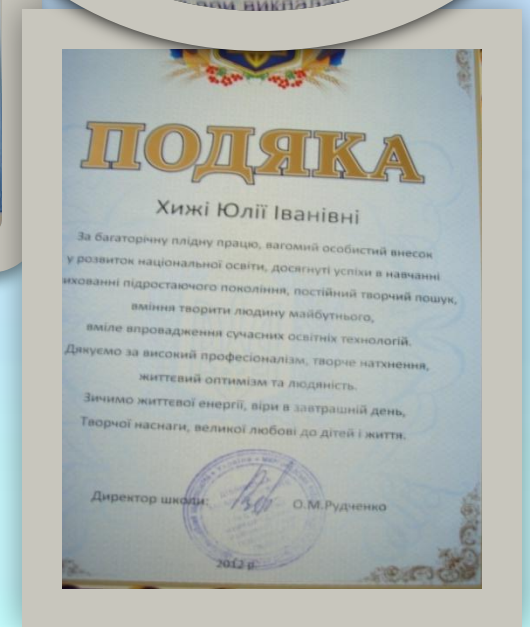 ПОДЯКА
Хижі Юлії Іванівні
За багаторічну плідну працю, вагомий особистий внесок
у розвиток національної освіти, досягнуті успіхи в навчанні
ихованні підростаючого покоління, постійний творчий пошук,
вміння творити людину майбутнього,
вміле впровадження сучасних освітніх технологій.
Дякуємо за високий професіоналізм, творче натхнення,
життєвий оптимізм та людяність.
Зичимо життєвої енергії, віри в завтрашній день,
Творчої наснаги, великої любові до дітей і життя.
Директор школи: О.М.Рудченко
2012 р.